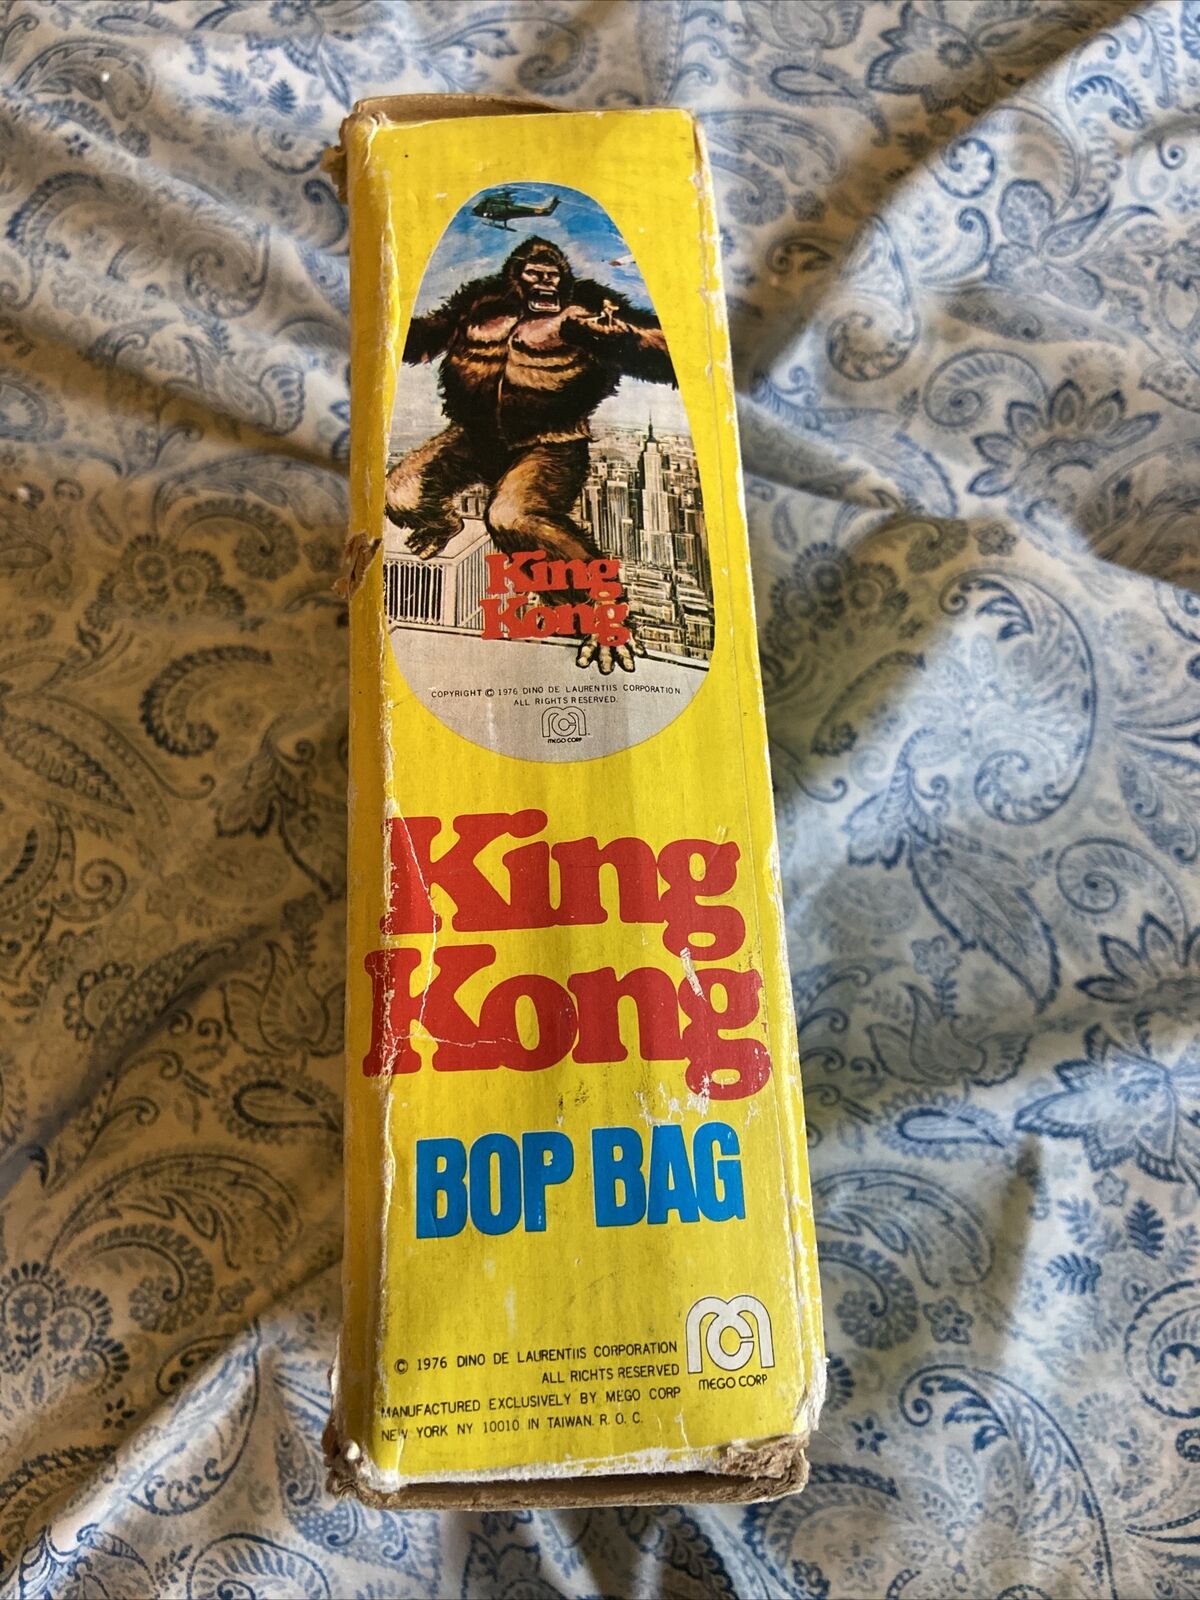 King
Kong
COPYRIGHT © 1976 DINO DE LAURENTIIS CORPORATION.
ALL RIGHTS RESERVED.
MEGO CORP
King
Kong
BOP BAG
© 1976 DINO DE LAURENTIIS CORPORATION
ALL RIGHTS RESERVED
MANUFACTURED EXCLUSIVELY BY MEGO CORP
NEW YORK NY 10010 IN TAIWAN. R. O. C.
MEGO CORP